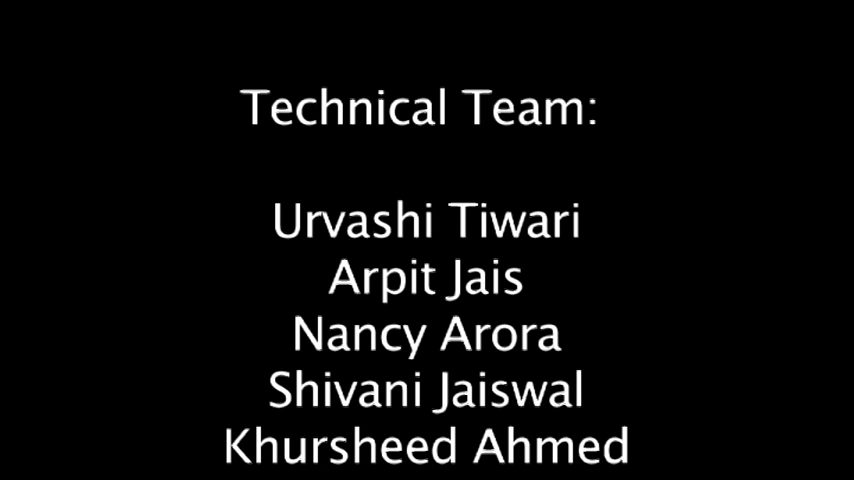 Technical Team:
Urvashi Tiwari
Arpit Jais
Nancy Arora
Shivani Jaiswal
Khursheed Ahmed